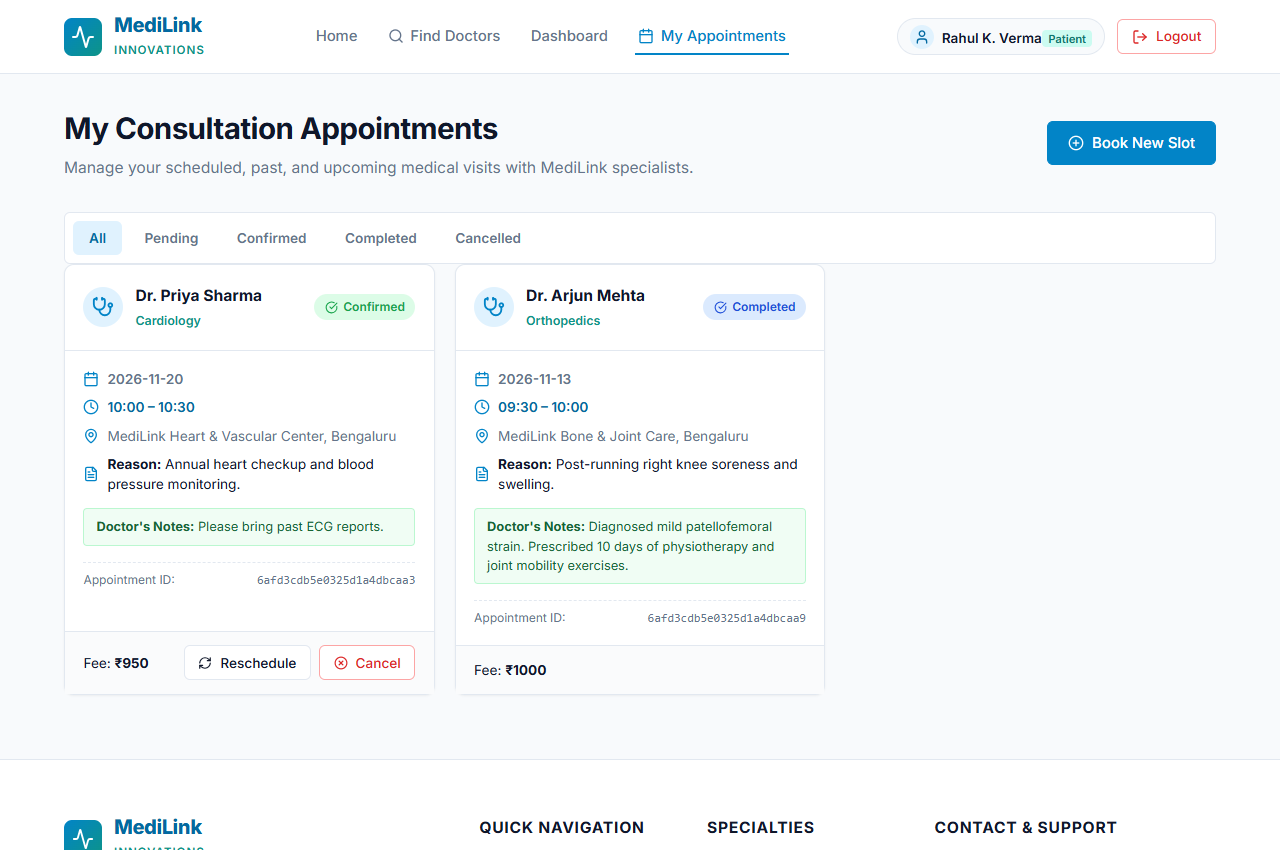 MediLink
INNOVATIONS
Home
Find Doctors
Dashboard
My Appointments
Rahul K. Verma Patient
Logout
My Consultation Appointments
Manage your scheduled, past, and upcoming medical visits with MediLink specialists.
Book New Slot
All
Pending
Confirmed
Completed
Cancelled
Dr. Priya Sharma
Cardiology
Confirmed
2026-11-20
10:00 – 10:30
MediLink Heart & Vascular Center, Bengaluru
Reason: Annual heart checkup and blood
pressure monitoring.
Doctor's Notes: Please bring past ECG reports.
Appointment ID: 6afd3cdb5e0325d1a4dbcaa3
Fee: ₹950
Reschedule
Cancel
Dr. Arjun Mehta
Orthopedics
Completed
2026-11-13
09:30 – 10:00
MediLink Bone & Joint Care, Bengaluru
Reason: Post-running right knee soreness and
swelling.
Doctor's Notes: Diagnosed mild patellofemoral
strain. Prescribed 10 days of physiotherapy and
joint mobility exercises.
Appointment ID: 6afd3cdb5e0325d1a4dbcaa9
Fee: ₹1000
MediLink
INNOVATIONS
QUICK NAVIGATION
SPECIALTIES
CONTACT & SUPPORT